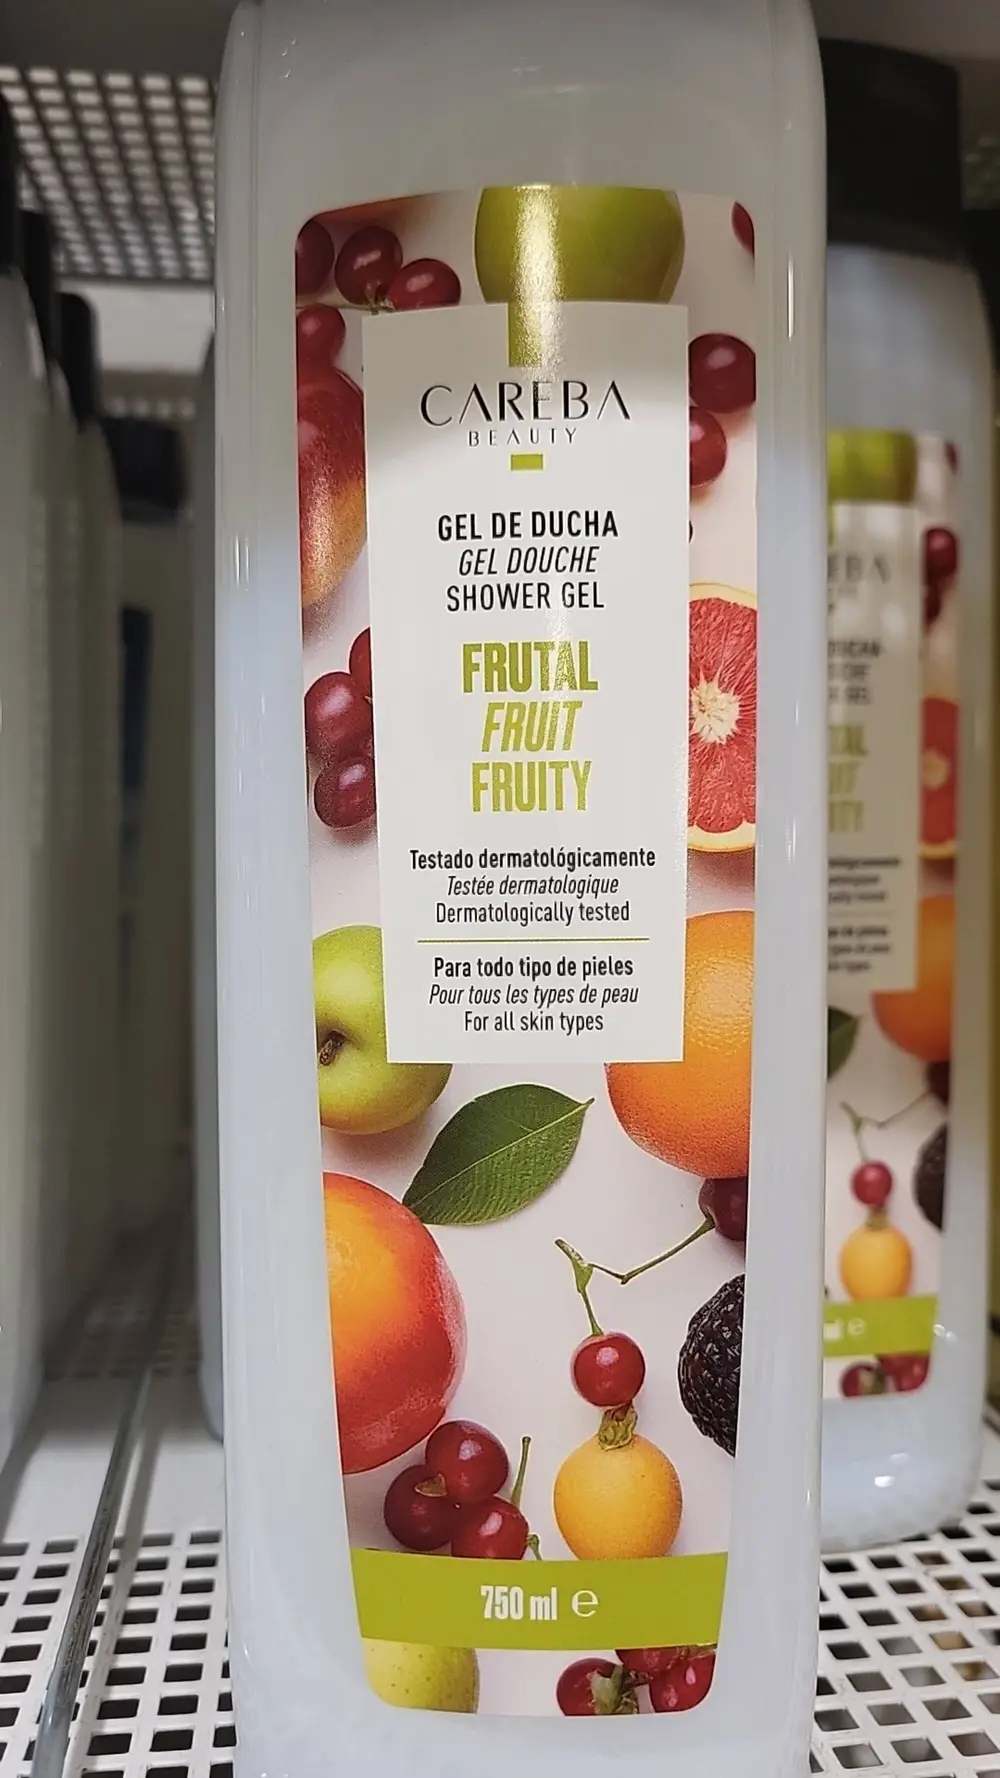 CAREBA
BEAUTY
GEL DE DUCHA
GEL DOUCHE
SHOWER GEL
FRUTAL
FRUIT
FRUITY
Testado dermatológicamente
Testée dermatologique
Dermatologically tested
Para todo tipo de pieles
Pour tous les types de peau
For all skin types
750 ml ℮